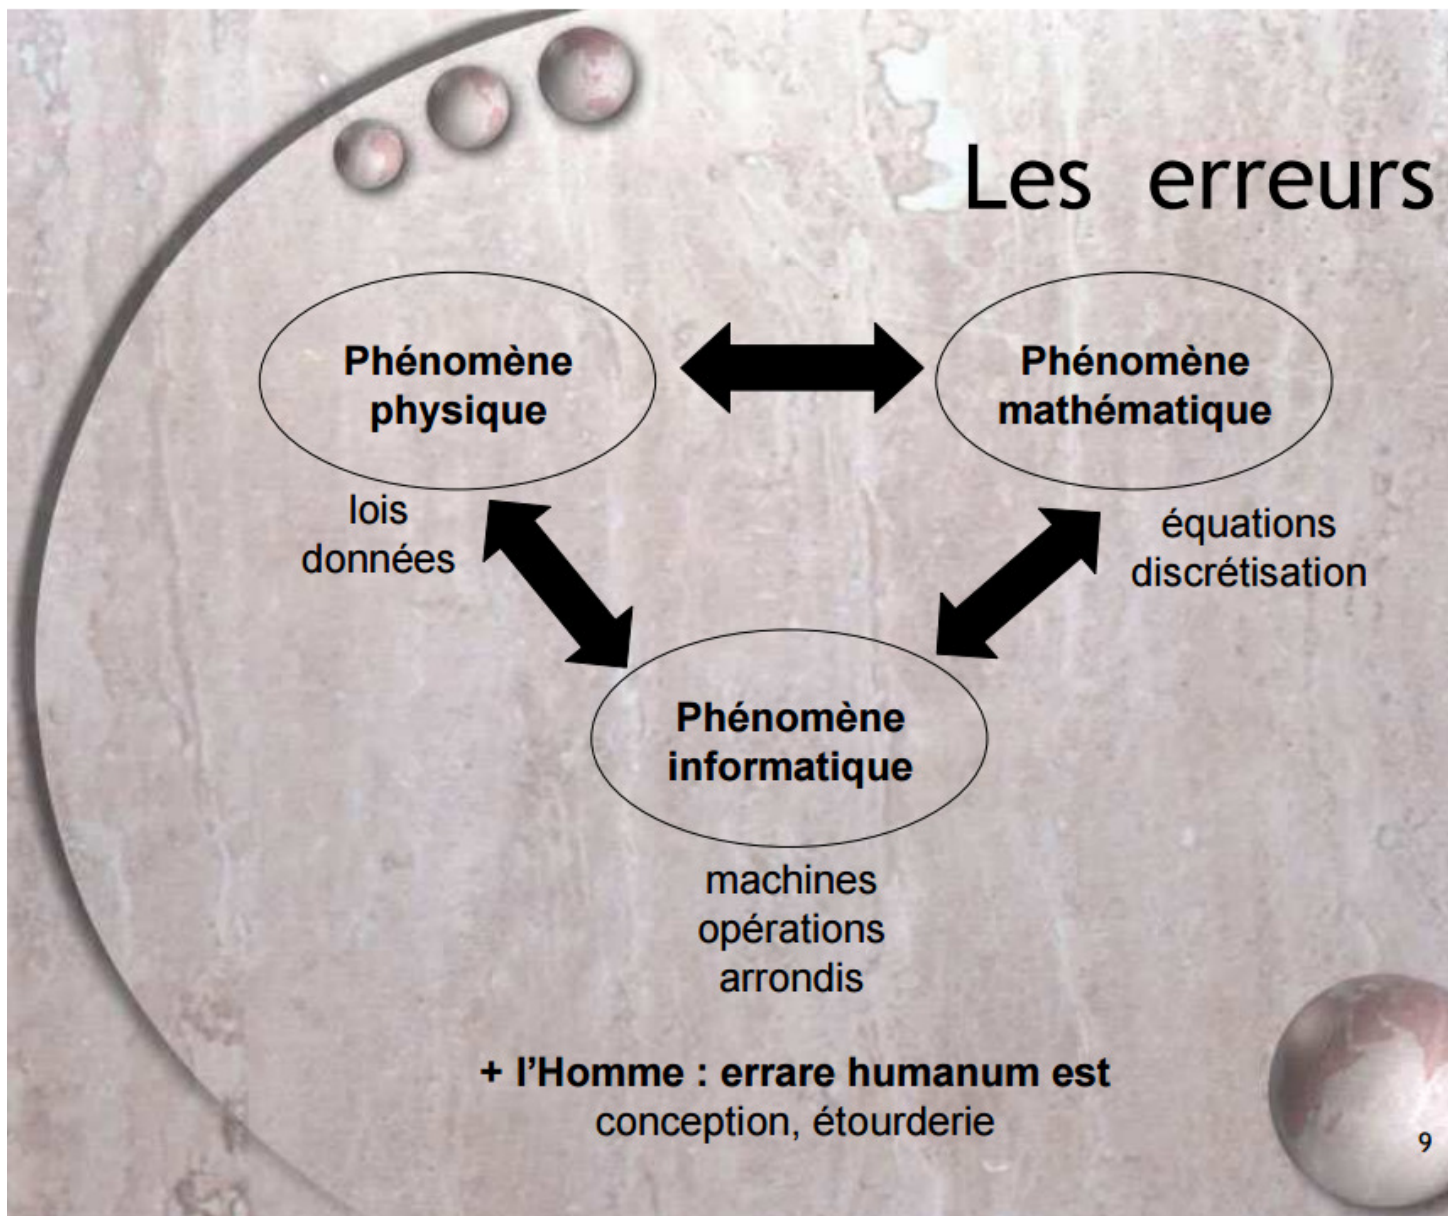 Les erreurs
Phénomène
physique
Phénomène
mathématique
lois
données
équations
discrétisation
Phénomène
informatique
machines
opérations
arrondis
+ l’Homme : errare humanum est
conception, étourderie
9